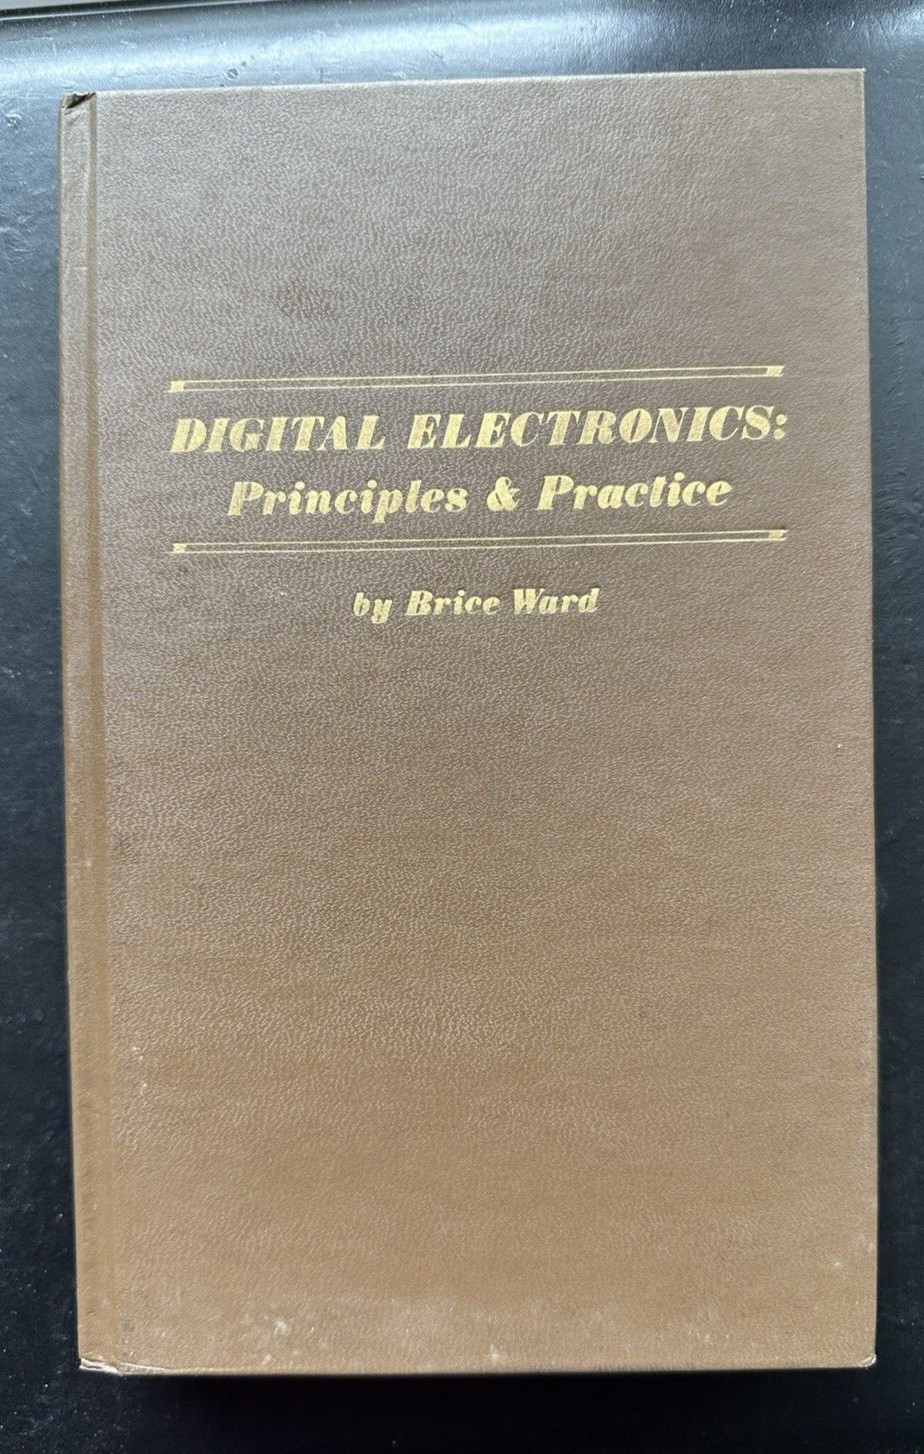 DIGITAL ELECTRONICS:
Principles & Practice
by Brice Ward